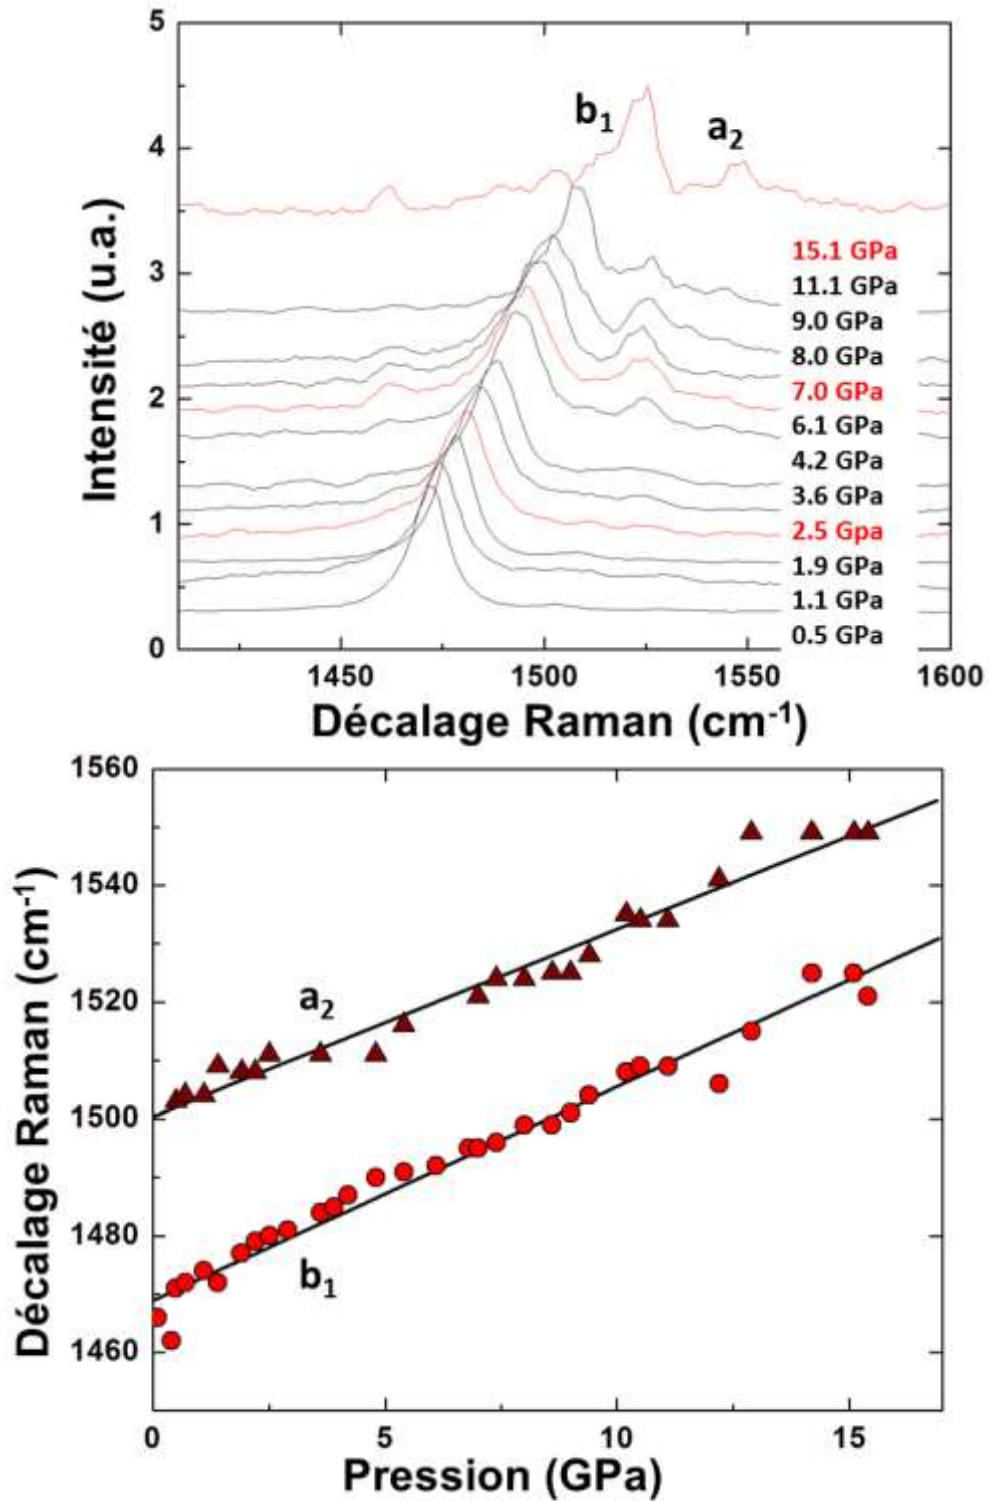 5
4
3
2
1
0
Intensité (u.a.)
b1
a2
15.1 GPa
11.1 GPa
9.0 GPa
8.0 GPa
7.0 GPa
6.1 GPa
4.2 GPa
3.6 GPa
2.5 Gpa
1.9 GPa
1.1 GPa
0.5 GPa
1450 1500 1550 1600
Décalage Raman (cm-1)
1560
1540
1520
1500
1480
1460
Décalage Raman (cm-1)
a2
b1
0 5 10 15
Pression (GPa)